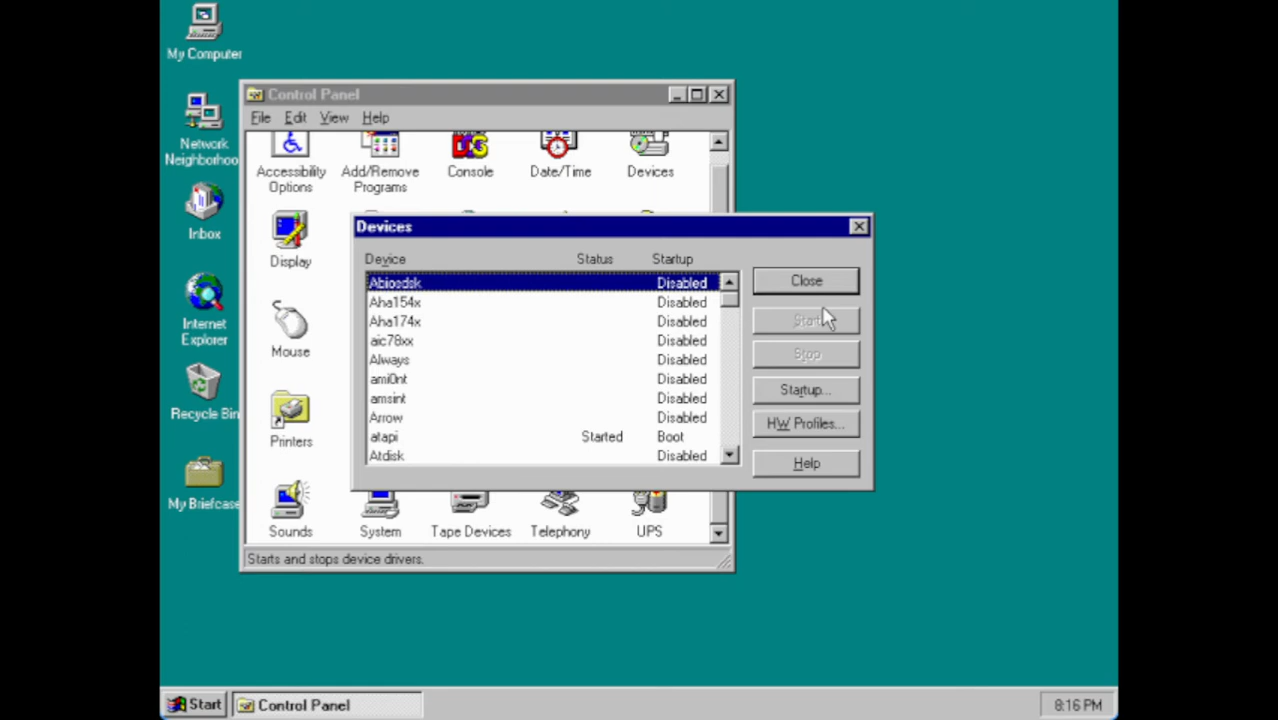 My Computer
Network
Neighborhoo
Inbox
Internet
Explorer
Recycle Bin
My Briefcase
Control Panel
File Edit View Help
Accessibility
Options
Add/Remove
Programs
Console
Date/Time
Devices
Display
Mouse
Printers
Sounds
System
Tape Devices
Telephony
UPS
Starts and stops device drivers.
Devices
Device Status Startup
Abiosdsk Disabled
Aha154x Disabled
Aha174x Disabled
aic78xx Disabled
Always Disabled
ami0nt Disabled
amsint Disabled
Arrow Disabled
atapi Started Boot
Atdisk Disabled
Close
Start
Stop
Startup...
HW Profiles...
Help
Start
Control Panel
8:16 PM